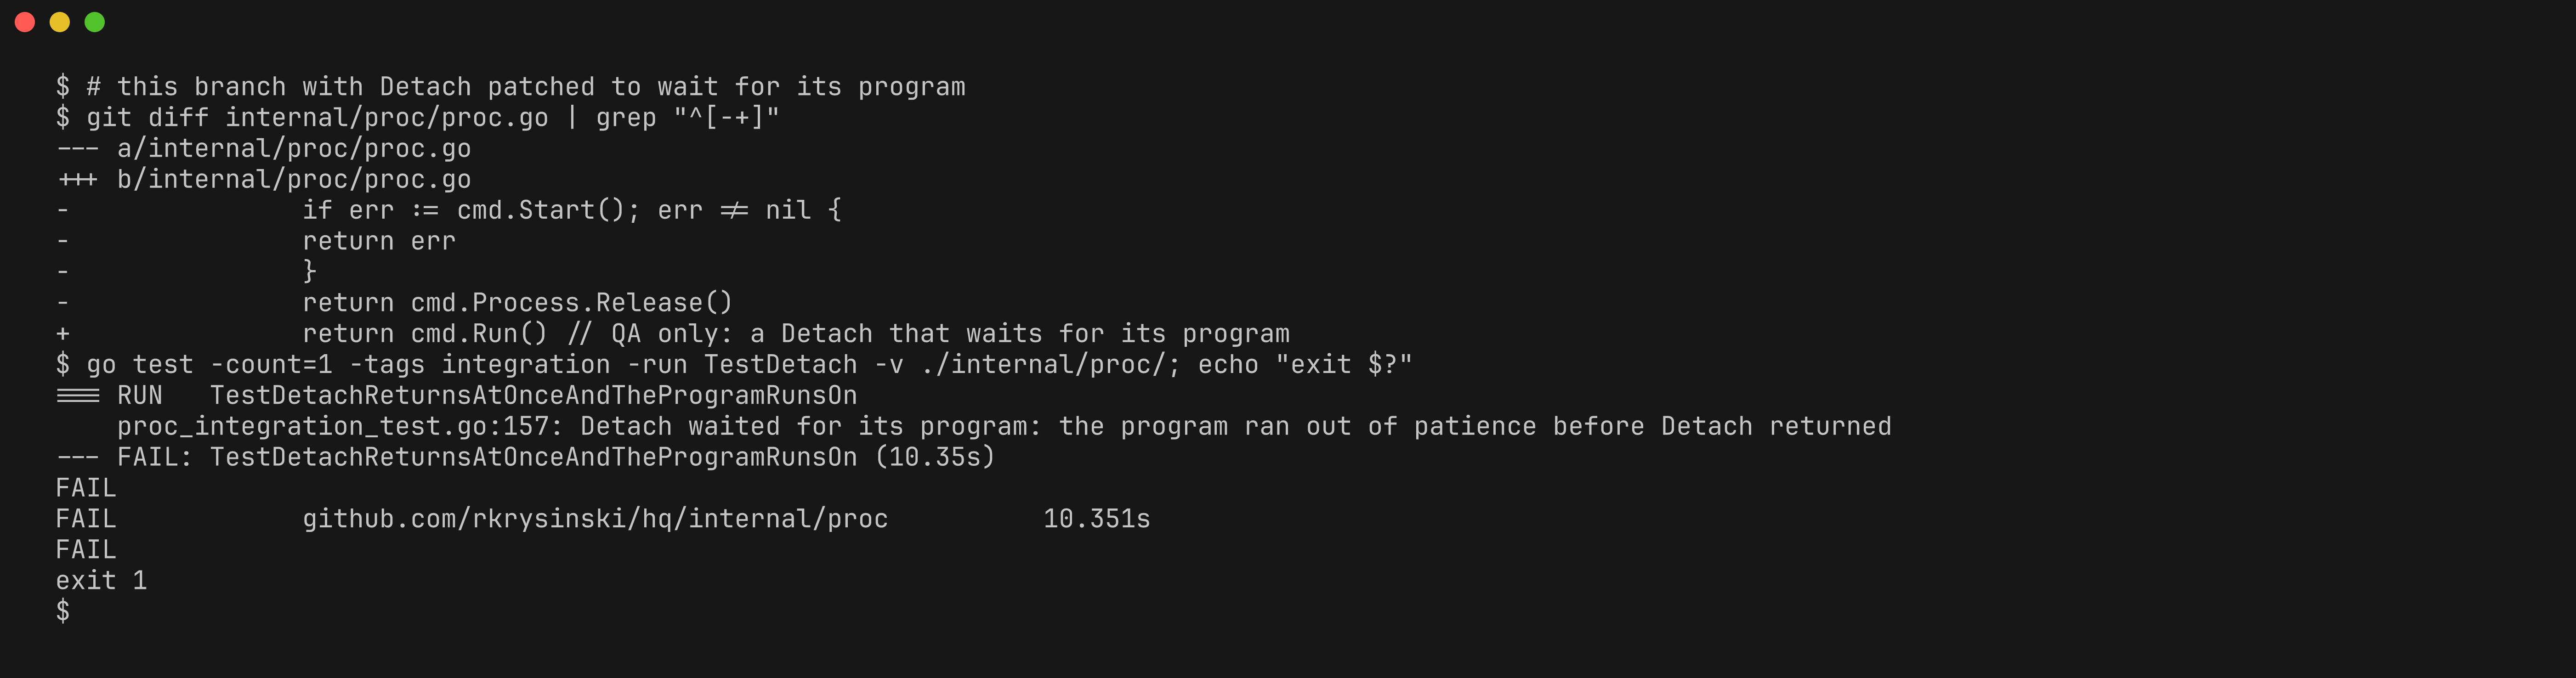 $ # this branch with Detach patched to wait for its program
$ git diff internal/proc/proc.go | grep "^[-+]"
--- a/internal/proc/proc.go
+++ b/internal/proc/proc.go
-               if err := cmd.Start(); err != nil {
-               return err
-               }
-               return cmd.Process.Release()
+               return cmd.Run() // QA only: a Detach that waits for its program
$ go test -count=1 -tags integration -run TestDetach -v ./internal/proc/; echo "exit $?"
=== RUN   TestDetachReturnsAtOnceAndTheProgramRunsOn
    proc_integration_test.go:157: Detach waited for its program: the program ran out of patience before Detach returned
--- FAIL: TestDetachReturnsAtOnceAndTheProgramRunsOn (10.35s)
FAIL
FAIL            github.com/rkrysinski/hq/internal/proc          10.351s
FAIL
exit 1
$